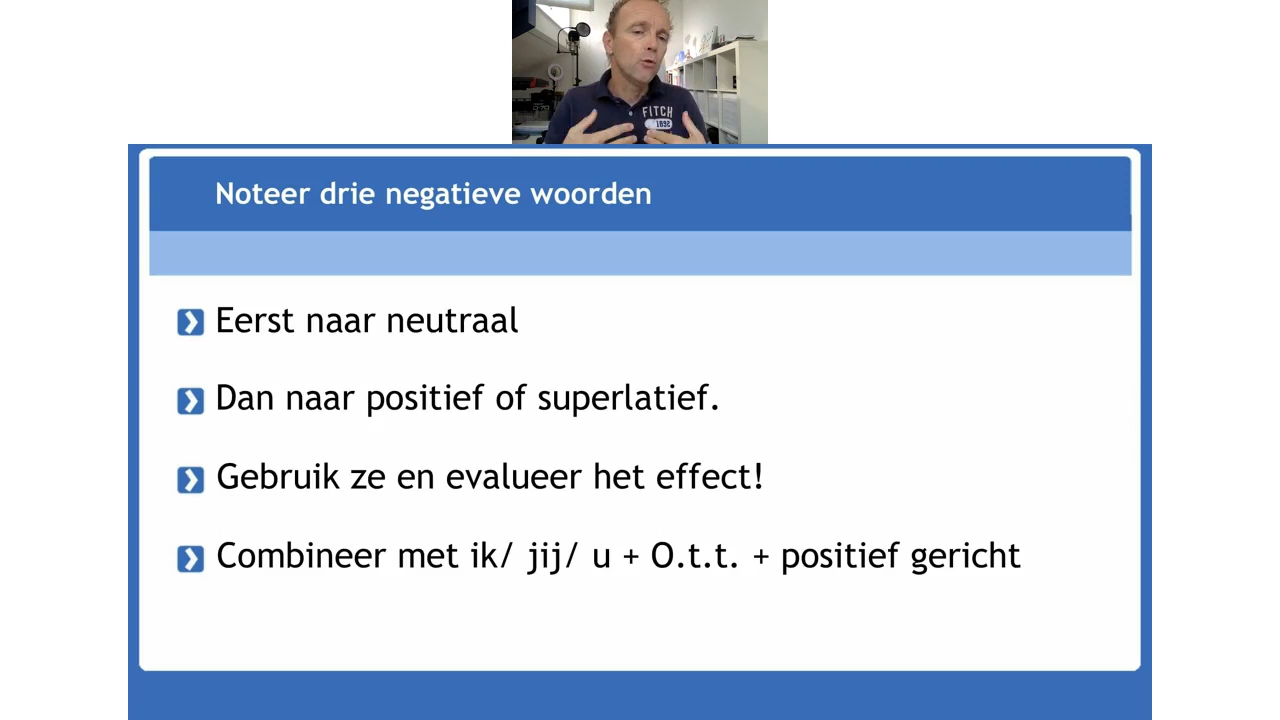 FITCH
1892
Noteer drie negatieve woorden
Eerst naar neutraal
Dan naar positief of superlatief.
Gebruik ze en evalueer het effect!
Combineer met ik/ jij/ u + O.t.t. + positief gericht